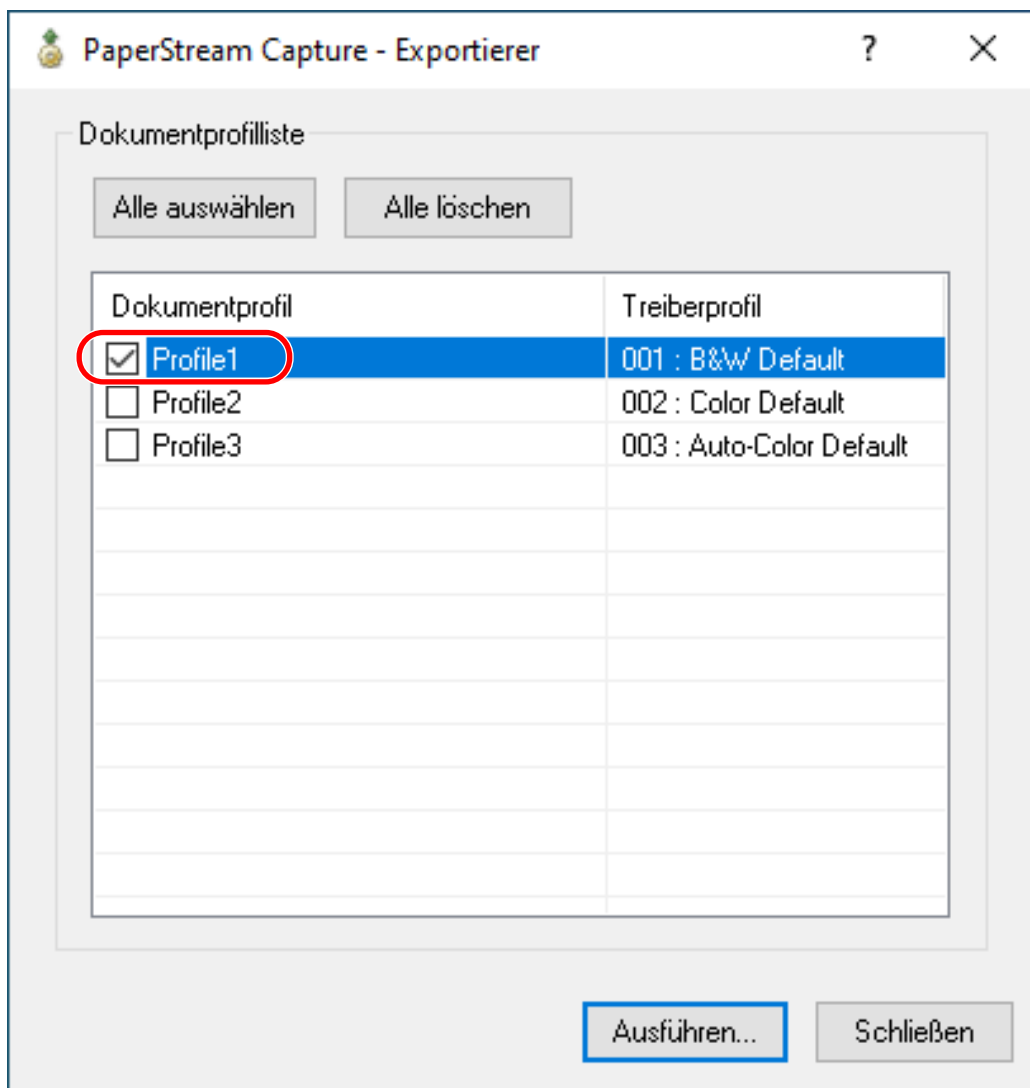 PaperStream Capture - Exportierer ?
Dokumentprofilliste
Alle auswählen Alle löschen
Dokumentprofil Treiberprofil
Profile1 001 : B&W Default
Profile2 002 : Color Default
Profile3 003 : Auto-Color Default
Ausführen... Schließen